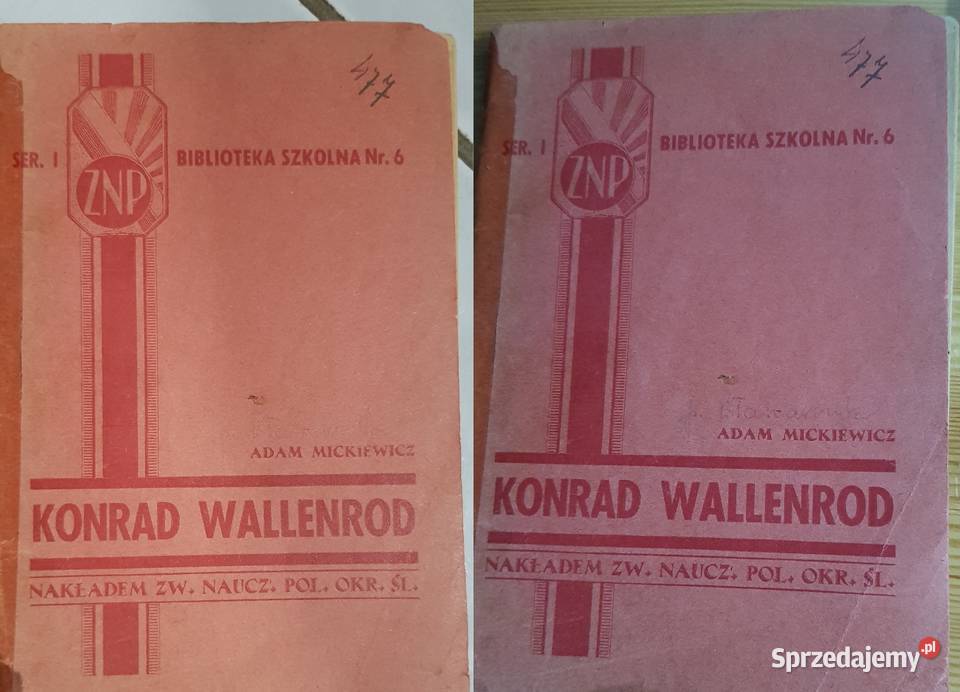 477
SER. I BIBLIOTEKA SZKOLNA Nr. 6
ZNP
ADAM MICKIEWICZ
KONRAD WALLENROD
NAKŁADEM ZW. NAUCZ. POL. OKR. ŚL.
477
SER. I BIBLIOTEKA SZKOLNA Nr. 6
ZNP
ADAM MICKIEWICZ
KONRAD WALLENROD
NAKŁADEM ZW. NAUCZ. POL. OKR. ŚL.
Sprzedajemy.pl